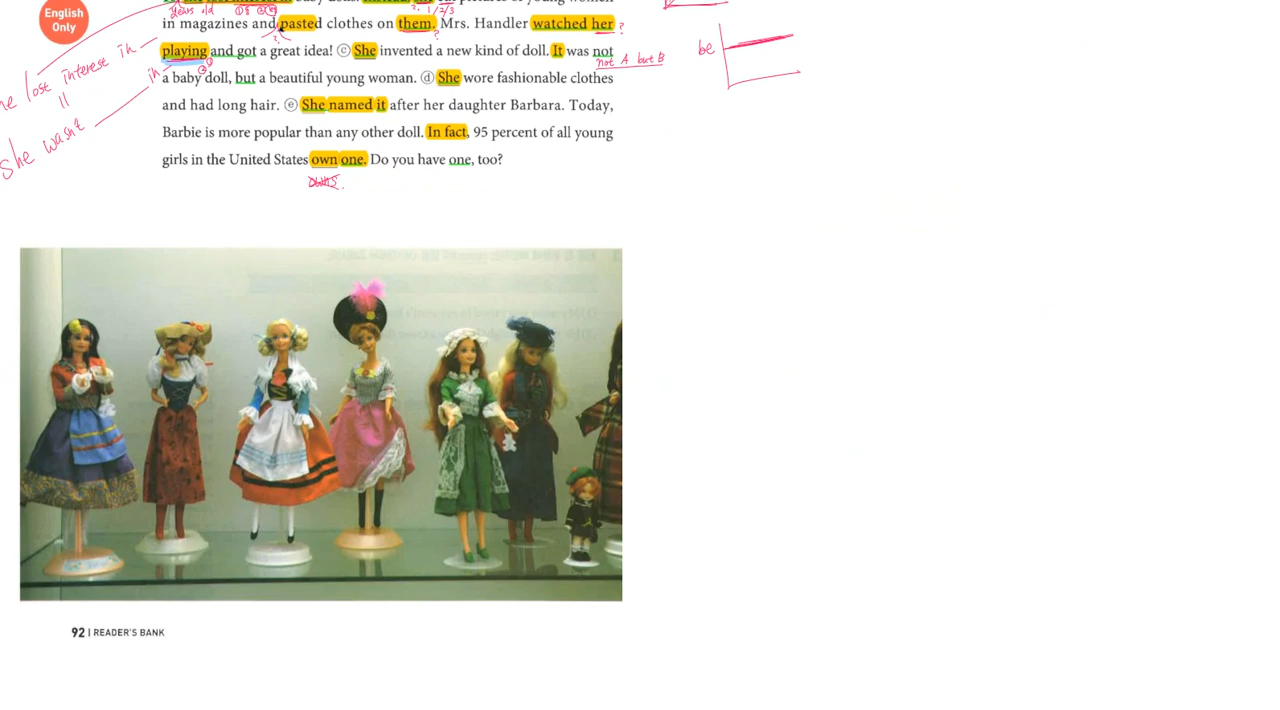 English
Only
years old
in magazines and pasted clothes on them. Mrs. Handler watched her ?
playing and got a great idea! ⓒ She invented a new kind of doll. It was not
not A but B
be
lost interest in
in
a baby doll, but a beautiful young woman. ⓓ She wore fashionable clothes
and had long hair. ⓔ She named it after her daughter Barbara. Today,
she wasn't
Barbie is more popular than any other doll. In fact, 95 percent of all young
girls in the United States own one. Do you have one, too?
92 | READER'S BANK